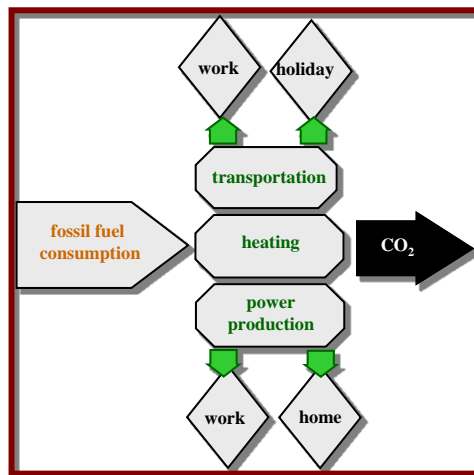 work
holiday
transportation
fossil fuel
consumption
heating
CO₂
power
production
work
home